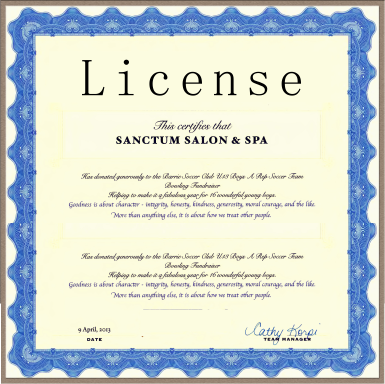 License
This certifies that
SANCTUM SALON & SPA
Has donated generously to the Barrie Soccer Club U13 Boys A Rep Soccer Team
Bowling Fundraiser
Helping to make it a fabulous year for 16 wonderful young boys.
Goodness is about character - integrity, honesty, kindness, generosity, moral courage, and the like.
"More than anything else, it is about how we treat other people.
Has donated generously to the Barrie Soccer Club U13 Boys A Rep Soccer Team
Bowling Fundraiser
Helping to make it a fabulous year for 16 wonderful young boys.
Goodness is about character - integrity, honesty, kindness, generosity, moral courage, and the like.
"More than anything else, it is about how we treat other people.
9 April, 2013
Cathy Korpi
DATE
TEAM MANAGER